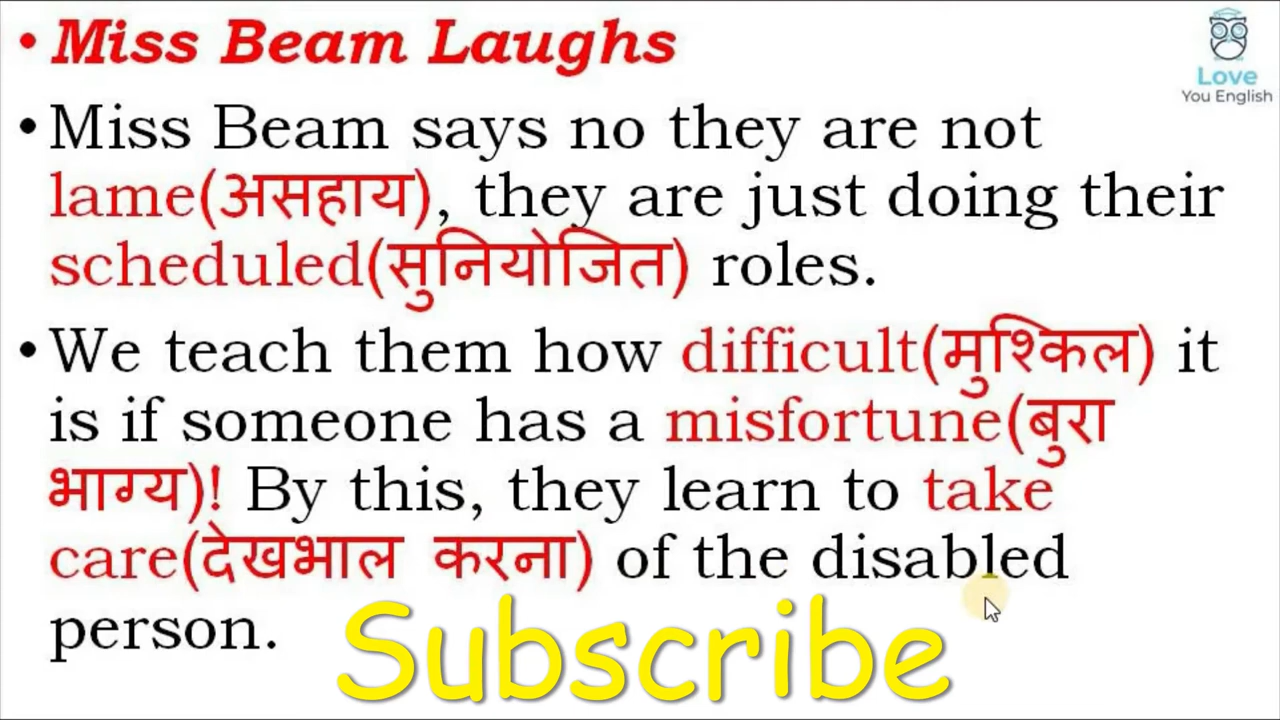 • Miss Beam Laughs
Love
You English
• Miss Beam says no they are not
lame(असहाय), they are just doing their
scheduled(सुनियोजित) roles.
• We teach them how difficult(मुश्किल) it
is if someone has a misfortune(बुरा
भाग्य)! By this, they learn to take
care(देखभाल करना) of the disabled
person.
Subscribe